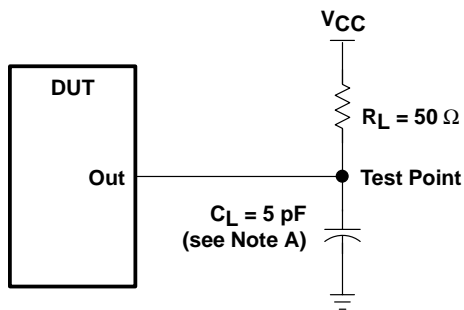 VCC
DUT
RL = 50 Ω
Out
Test Point
CL = 5 pF
(see Note A)